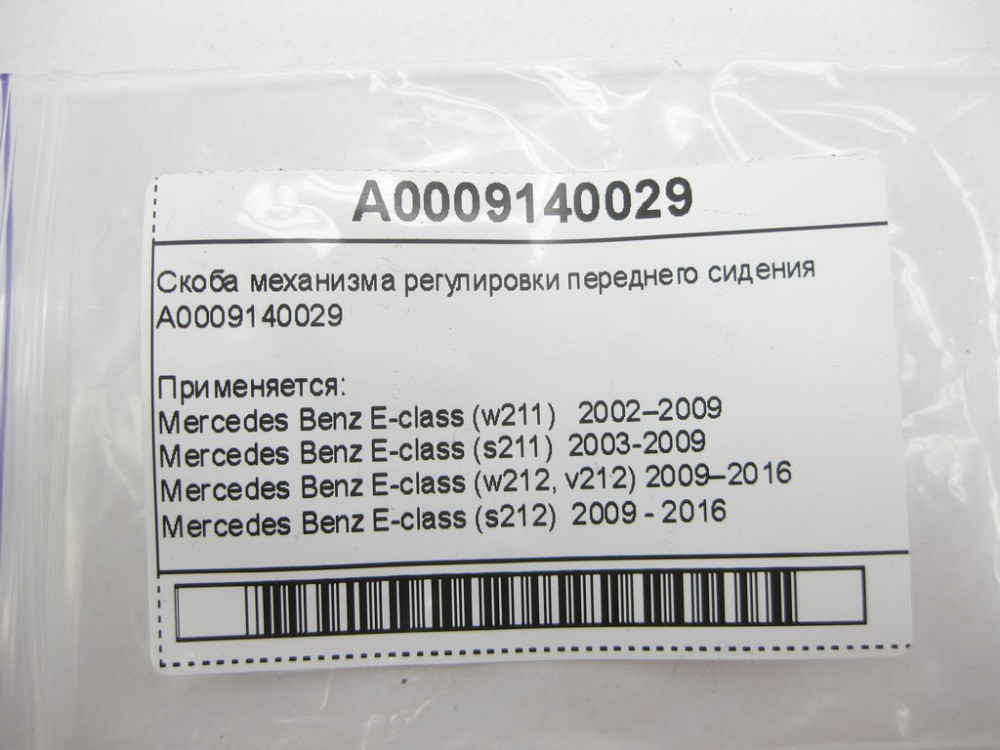 A0009140029
Скоба механизма регулировки переднего сидения
A0009140029
Применяется:
Mercedes Benz E-class (w211) 2002–2009
Mercedes Benz E-class (s211) 2003-2009
Mercedes Benz E-class (w212, v212) 2009–2016
Mercedes Benz E-class (s212) 2009 - 2016